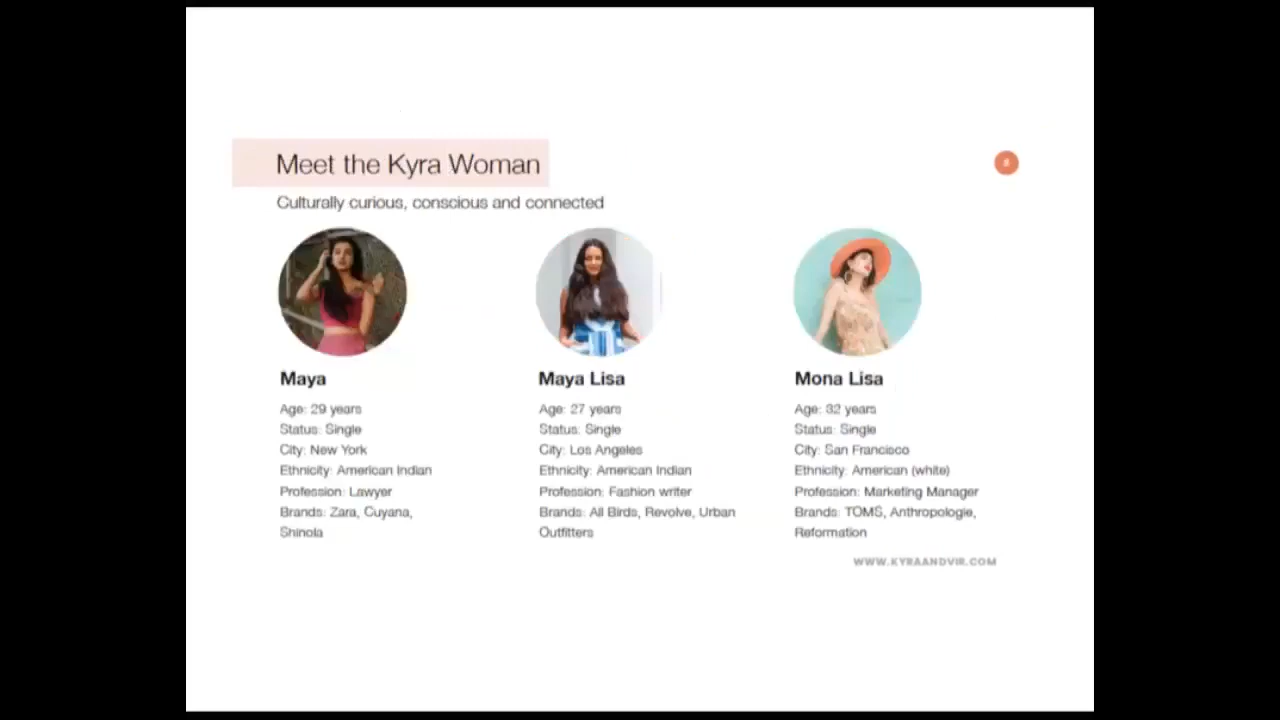 Meet the Kyra Woman
Culturally curious, conscious and connected
Maya
Age: 29 years
Status: Single
City: New York
Ethnicity: American Indian
Profession: Lawyer
Brands: Zara, Cuyana,
Shinola
Maya Lisa
Age: 27 years
Status: Single
City: Los Angeles
Ethnicity: American Indian
Profession: Fashion writer
Brands: All Birds, Revolve, Urban
Outfitters
Mona Lisa
Age: 32 years
Status: Single
City: San Francisco
Ethnicity: American (white)
Profession: Marketing Manager
Brands: TOMS, Anthropologie,
Reformation
WWW.KYRAANDVIR.COM